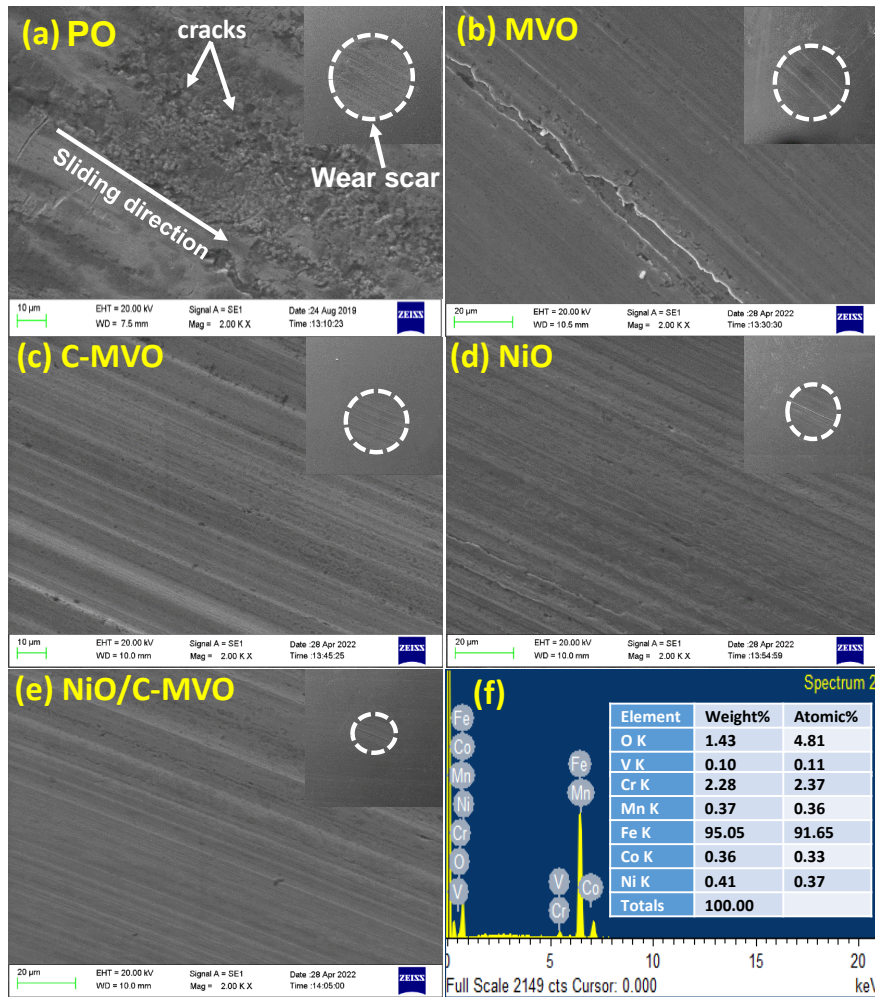 (a) PO
cracks
Wear scar
Sliding direction
10 µm
EHT = 20.00 kV
Signal A = SE1
Date :24 Aug 2019
WD = 7.5 mm
Mag = 2.00 K X
Time :13:10:23
ZEISS
(b) MVO
20 µm
EHT = 20.00 kV
Signal A = SE1
Date :28 Apr 2022
WD = 10.5 mm
Mag = 2.00 K X
Time :13:30:30
ZEISS
(c) C-MVO
10 µm
EHT = 20.00 kV
Signal A = SE1
Date :28 Apr 2022
WD = 10.0 mm
Mag = 2.00 K X
Time :13:45:25
ZEISS
(d) NiO
20 µm
EHT = 20.00 kV
Signal A = SE1
Date :28 Apr 2022
WD = 10.0 mm
Mag = 2.00 K X
Time :13:54:59
ZEISS
(e) NiO/C-MVO
20 µm
EHT = 20.00 kV
Signal A = SE1
Date :28 Apr 2022
WD = 10.0 mm
Mag = 2.00 K X
Time :14:05:00
ZEISS
(f)
Spectrum 2
Fe
Co
Mn
Ni
Cr
O
V
V
Cr
Fe
Mn
Co
Element Weight% Atomic%
O K 1.43 4.81
V K 0.10 0.11
Cr K 2.28 2.37
Mn K 0.37 0.36
Fe K 95.05 91.65
Co K 0.36 0.33
Ni K 0.41 0.37
Totals 100.00
0 5 10 15 20
Full Scale 2149 cts Cursor: 0.000
keV